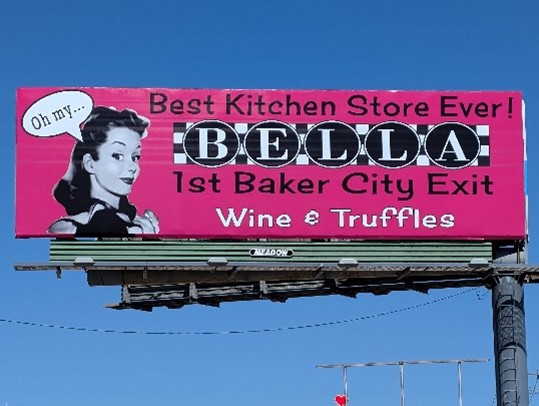 Oh my...
Best Kitchen Store Ever!
BELLA
1st Baker City Exit
Wine & Truffles
MEADOW